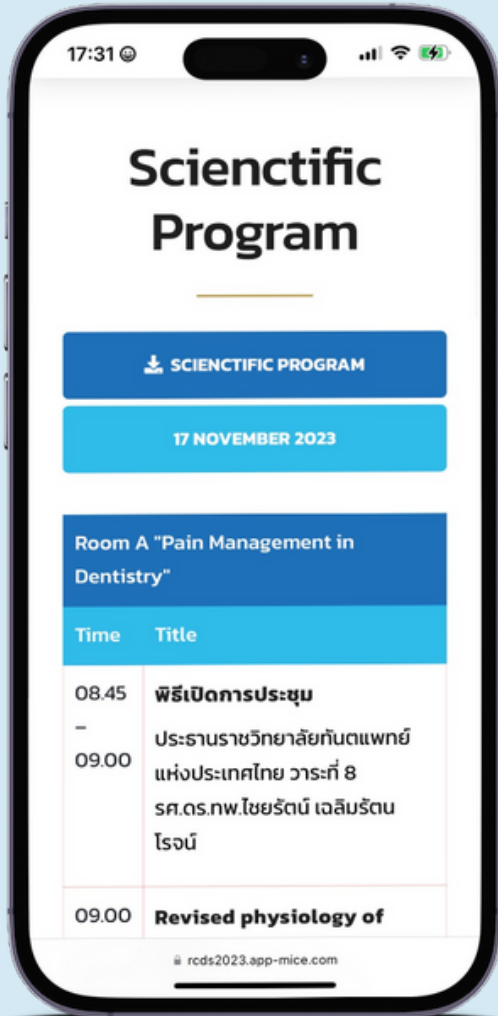 17:31
Scienctific
Program
SCIENCTIFIC PROGRAM
17 NOVEMBER 2023
Room A "Pain Management in
Dentistry"
Time Title
08.45 พิธีเปิดการประชุม
–
09.00
ประธานราชวิทยาลัยทันตแพทย์
แห่งประเทศไทย วาระที่ 8
รศ.ดร.ทพ.ไชยรัตน์ เฉลิมรัตน
โรจน์
09.00 Revised physiology of
rcds2023.app-mice.com